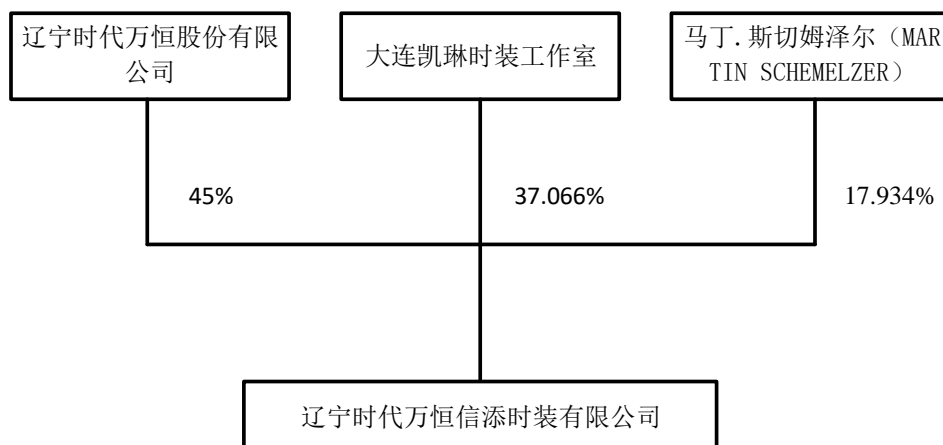 辽宁时代万恒股份有限
公司
大连凯琳时装工作室
马丁.斯切姆泽尔（MAR
TIN SCHEMELZER）
45%
37.066%
17.934%
辽宁时代万恒信添时装有限公司